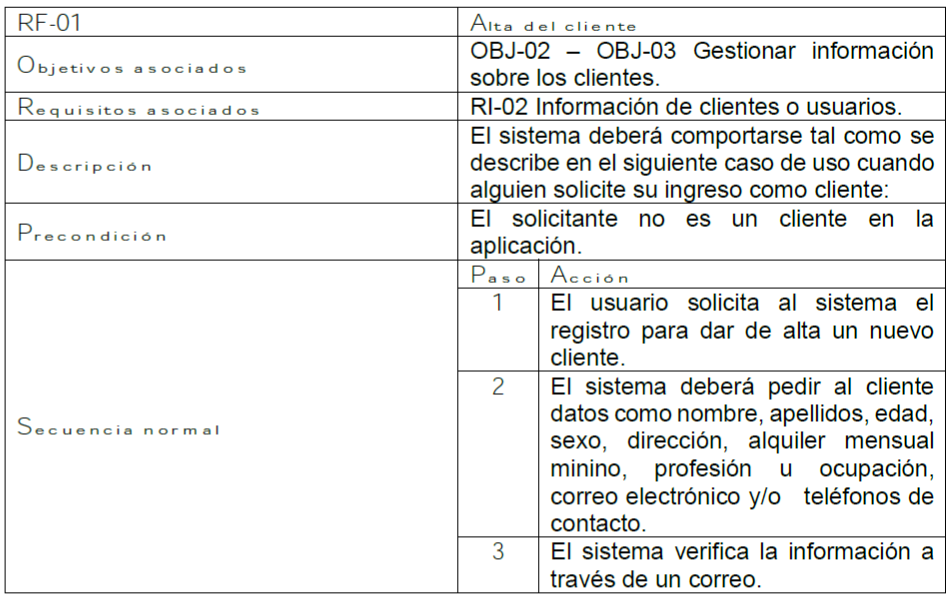 RF-01
Alta del cliente
Objetivos asociados
OBJ-02 – OBJ-03 Gestionar información
sobre los clientes.
Requisitos asociados
RI-02 Información de clientes o usuarios.
Descripción
El sistema deberá comportarse tal como se
describe en el siguiente caso de uso cuando
alguien solicite su ingreso como cliente:
Precondición
El solicitante no es un cliente en la
aplicación.
Secuencia normal
Paso Acción
1 El usuario solicita al sistema el
registro para dar de alta un nuevo
cliente.
2 El sistema deberá pedir al cliente
datos como nombre, apellidos, edad,
sexo, dirección, alquiler mensual
minino, profesión u ocupación,
correo electrónico y/o teléfonos de
contacto.
3 El sistema verifica la información a
través de un correo.